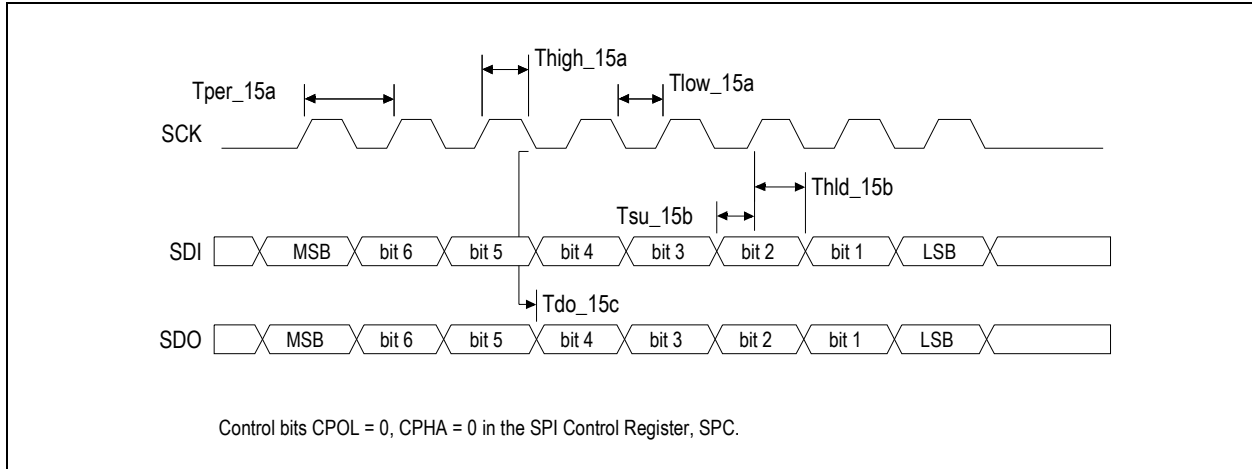 Thigh_15a
Tper_15a
Tlow_15a
SCK
Thld_15b
Tsu_15b
SDI MSB bit 6 bit 5 bit 4 bit 3 bit 2 bit 1 LSB
Tdo_15c
SDO MSB bit 6 bit 5 bit 4 bit 3 bit 2 bit 1 LSB
Control bits CPOL = 0, CPHA = 0 in the SPI Control Register, SPC.